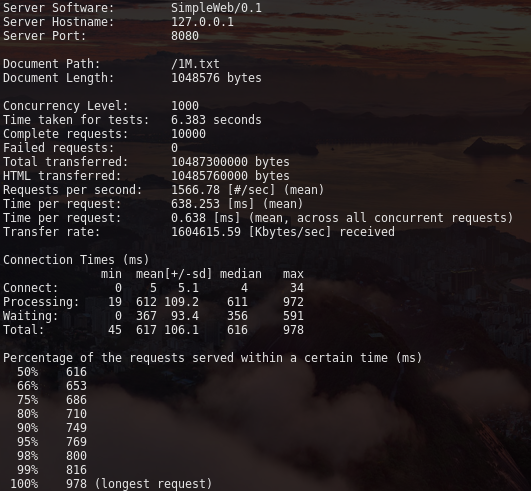 Server Software:        SimpleWeb/0.1
Server Hostname:        127.0.0.1
Server Port:            8080

Document Path:          /1M.txt
Document Length:        1048576 bytes

Concurrency Level:      1000
Time taken for tests:   6.383 seconds
Complete requests:      10000
Failed requests:        0
Total transferred:      10487300000 bytes
HTML transferred:       10485760000 bytes
Requests per second:    1566.78 [#/sec] (mean)
Time per request:       638.253 [ms] (mean)
Time per request:       0.638 [ms] (mean, across all concurrent requests)
Transfer rate:          1604615.59 [Kbytes/sec] received

Connection Times (ms)
              min  mean[+/-sd] median   max
Connect:        0    5   5.1      4      34
Processing:    19  612 109.2    611     972
Waiting:        0  367  93.4    356     591
Total:         45  617 106.1    616     978

Percentage of the requests served within a certain time (ms)
  50%    616
  66%    653
  75%    686
  80%    710
  90%    749
  95%    769
  98%    800
  99%    816
 100%    978 (longest request)